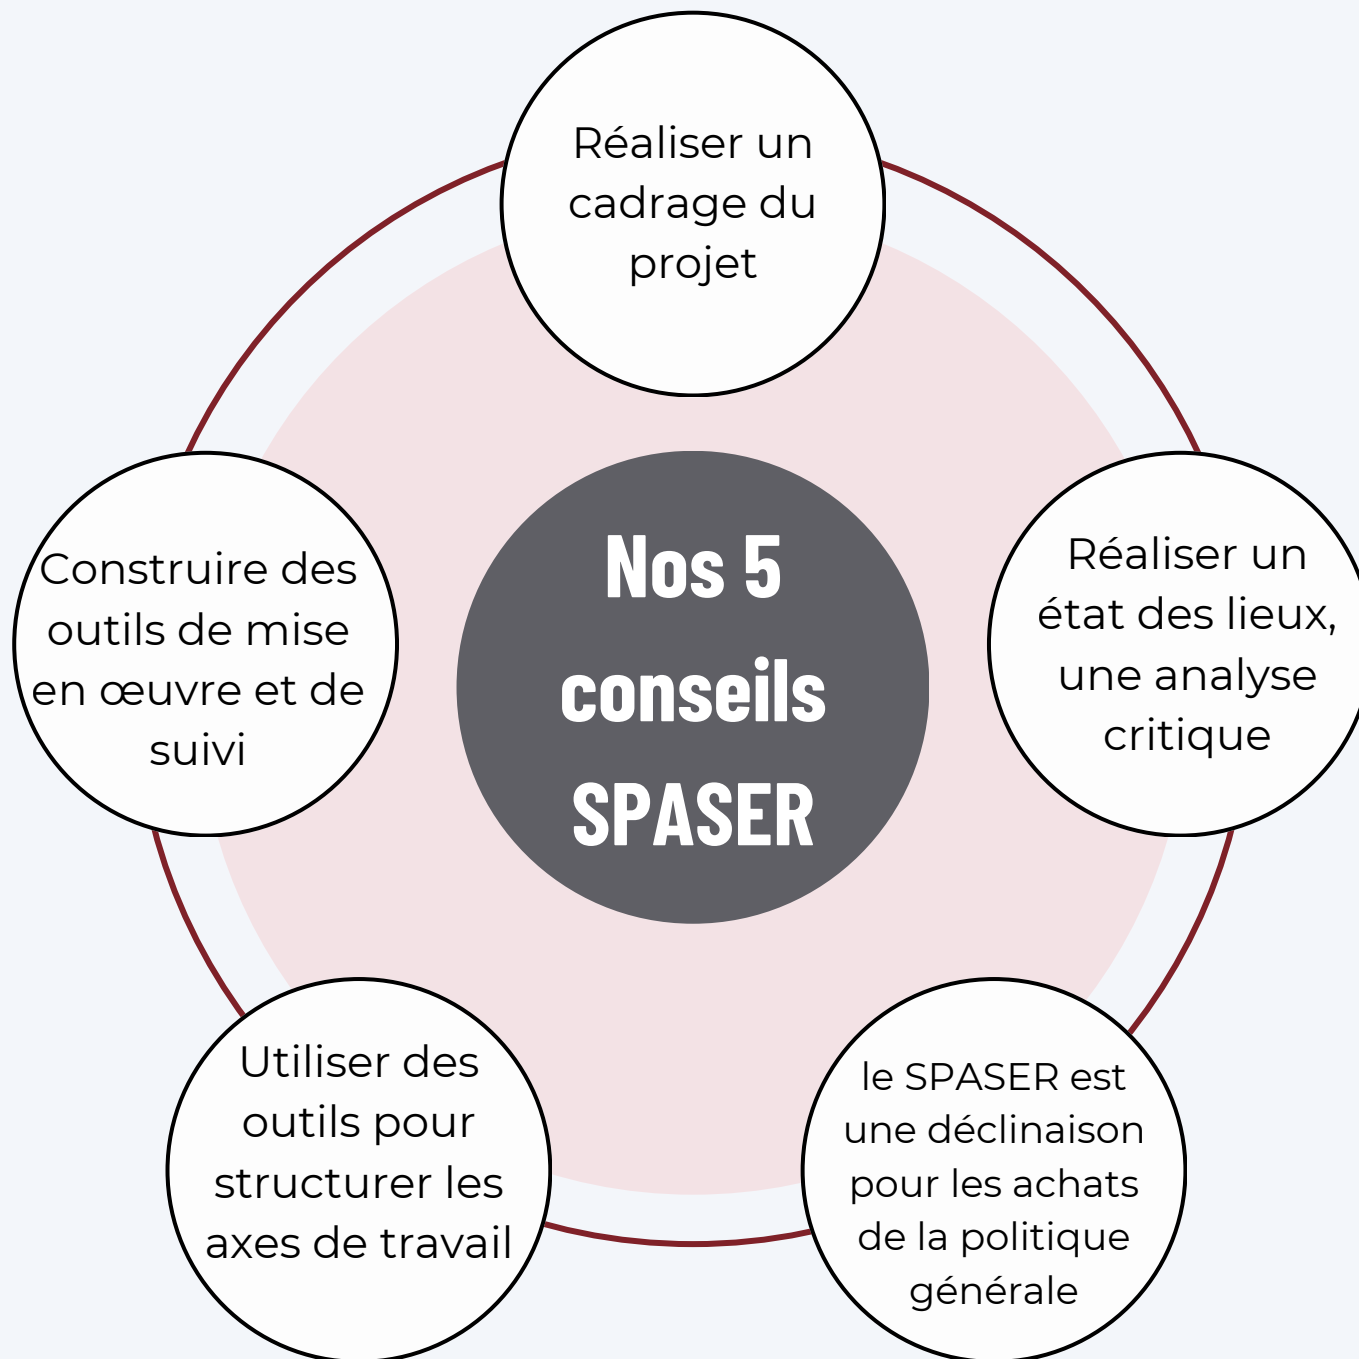 Réaliser un
cadrage du
projet
Réaliser un
état des lieux,
une analyse
critique
le SPASER est
une déclinaison
pour les achats
de la politique
générale
Utiliser des
outils pour
structurer les
axes de travail
Construire des
outils de mise
en œuvre et de
suivi
Nos 5
conseils
SPASER